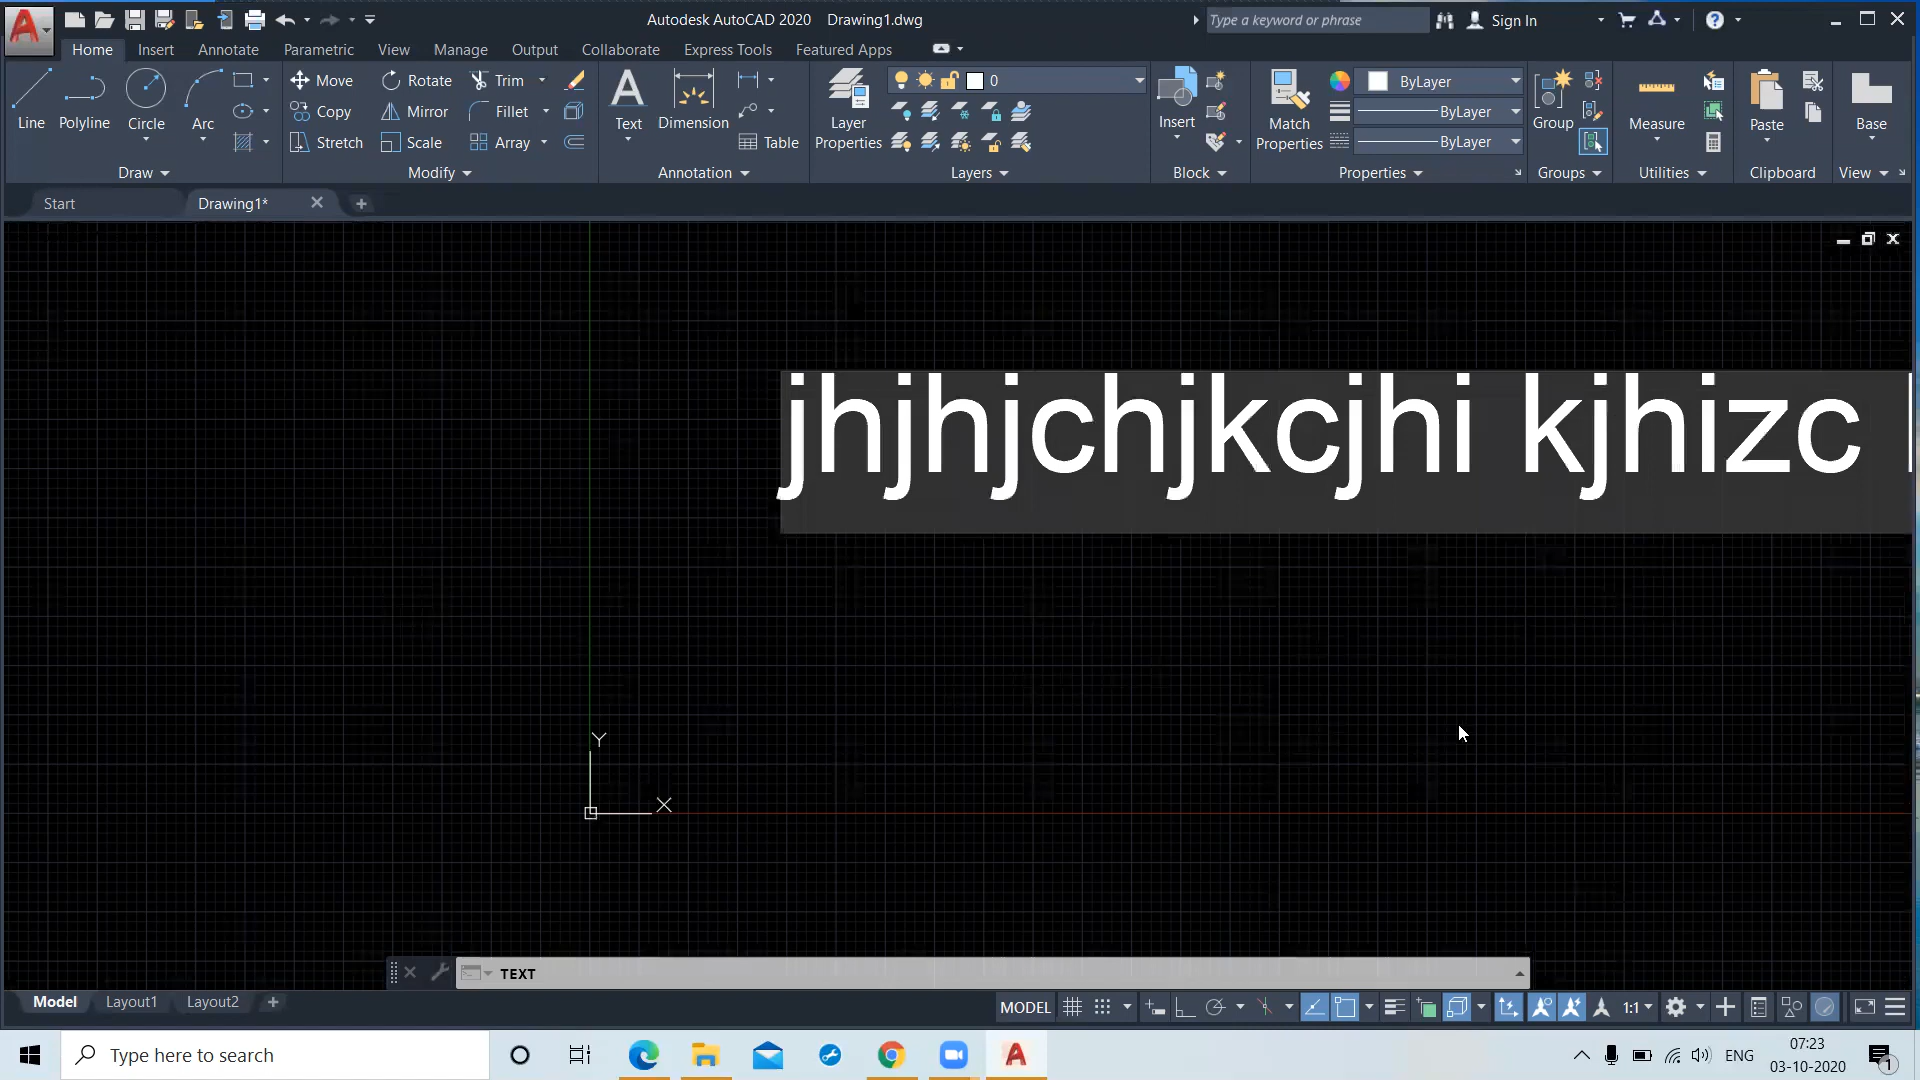 Autodesk AutoCAD 2020 Drawing1.dwg
Type a keyword or phrase
Sign In
Home Insert Annotate Parametric View Manage Output Collaborate Express Tools Featured Apps
Line Polyline Circle Arc
Move Rotate Trim
Copy Mirror Fillet
Stretch Scale Array
Text Dimension Table
Layer Properties
0
Insert
Match Properties
ByLayer
ByLayer
ByLayer
Group Measure Paste Base
Draw Modify Annotation Layers Block Properties Groups Utilities Clipboard View
Start Drawing1*
jhjhjchjkcjhi kjhizc
Y
X
TEXT
Model Layout1 Layout2
MODEL 1:1
Type here to search
ENG
07:23
03-10-2020
1